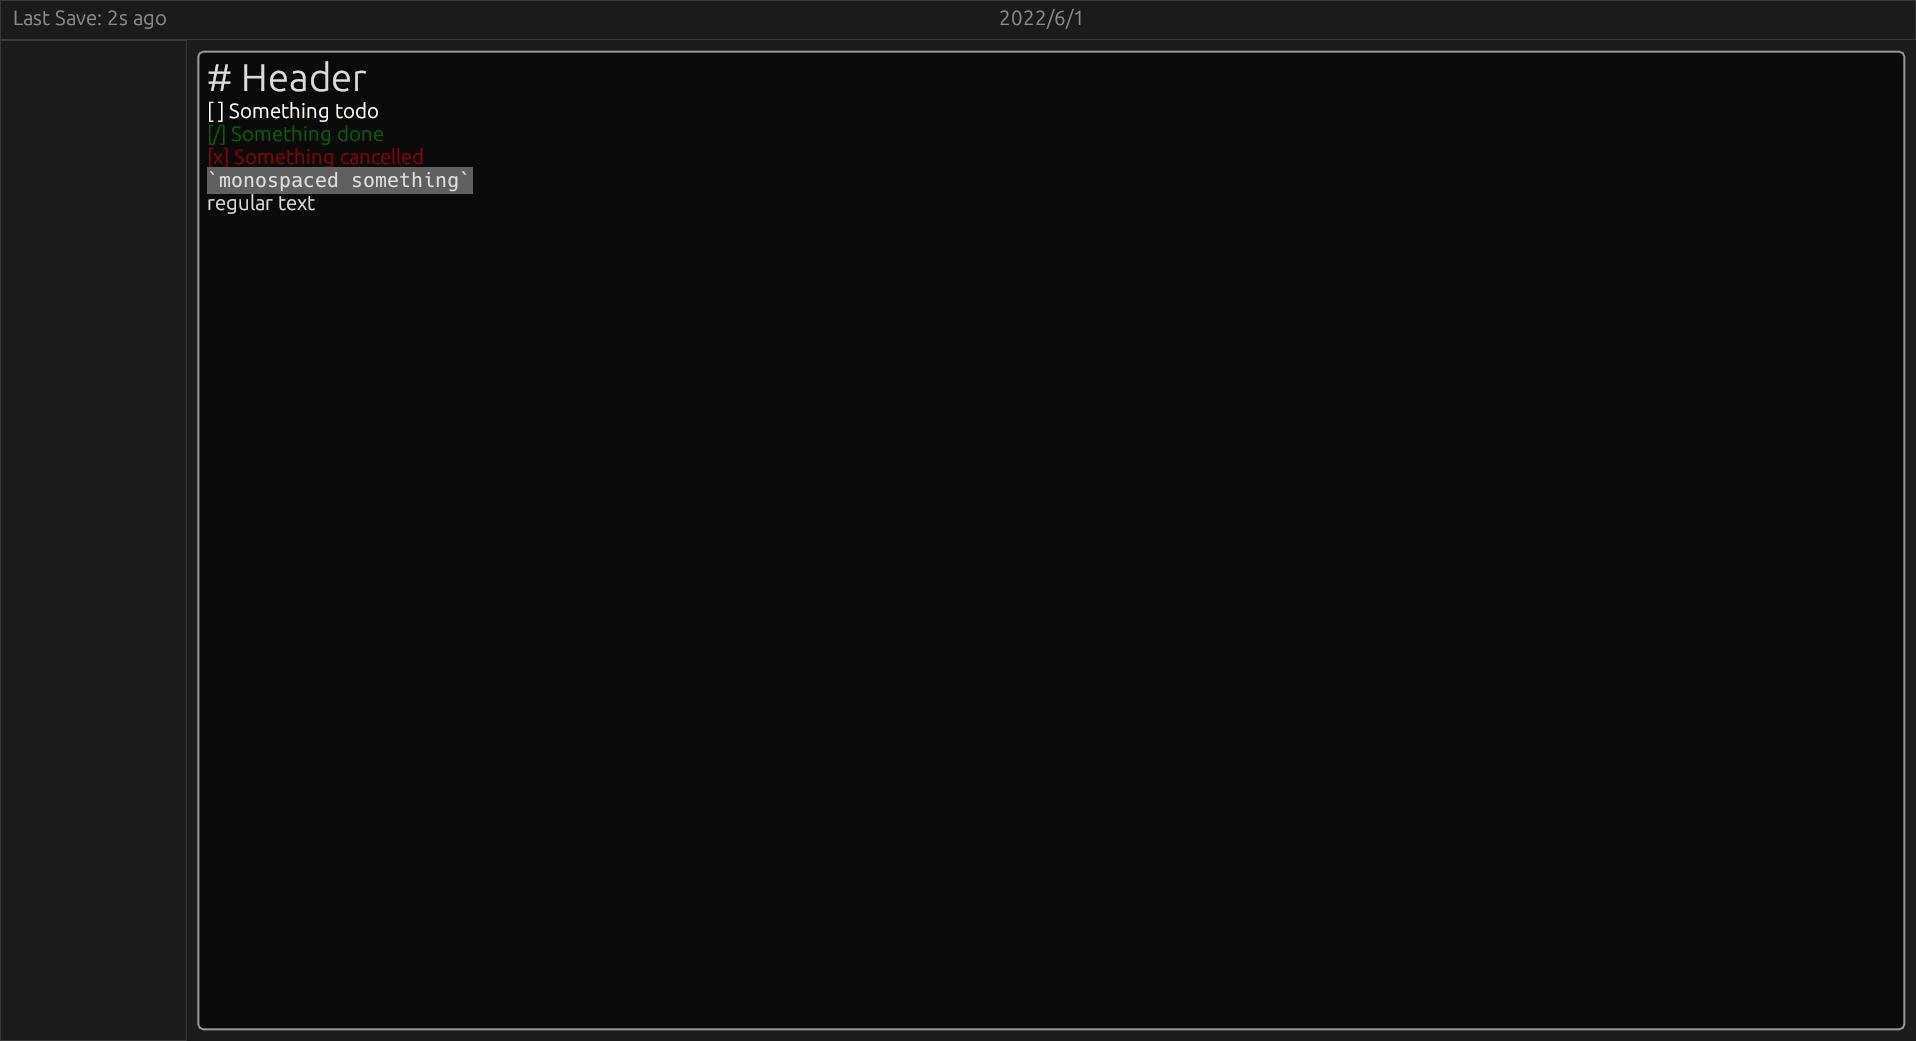 Last Save: 2s ago
2022/6/1
# Header
[ ] Something todo
[/] Something done
[x] Something cancelled
`monospaced something`
regular text